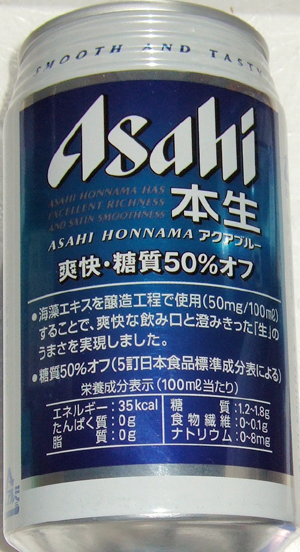 SMOOTH AND TASTY
Asahi
ASAHI HONNAMA HAS
EXCELLENT RICHNESS
AND SATIN SMOOTHNESS
本生
ASAHI HONNAMA アクアブルー
爽快・糖質50%オフ
●海藻エキスを醸造工程で使用(50mg/100mℓ)
することで、爽快な飲み口と澄みきった「生」の
うまさを実現しました。
●糖質50%オフ(5訂日本食品標準成分表による)
栄養成分表示(100mℓ当たり)
エネルギー:35kcal 糖質:1.2~1.8g
たんぱく質:0g 食物繊維:0~0.1g
脂質:0g ナトリウム:0~8mg